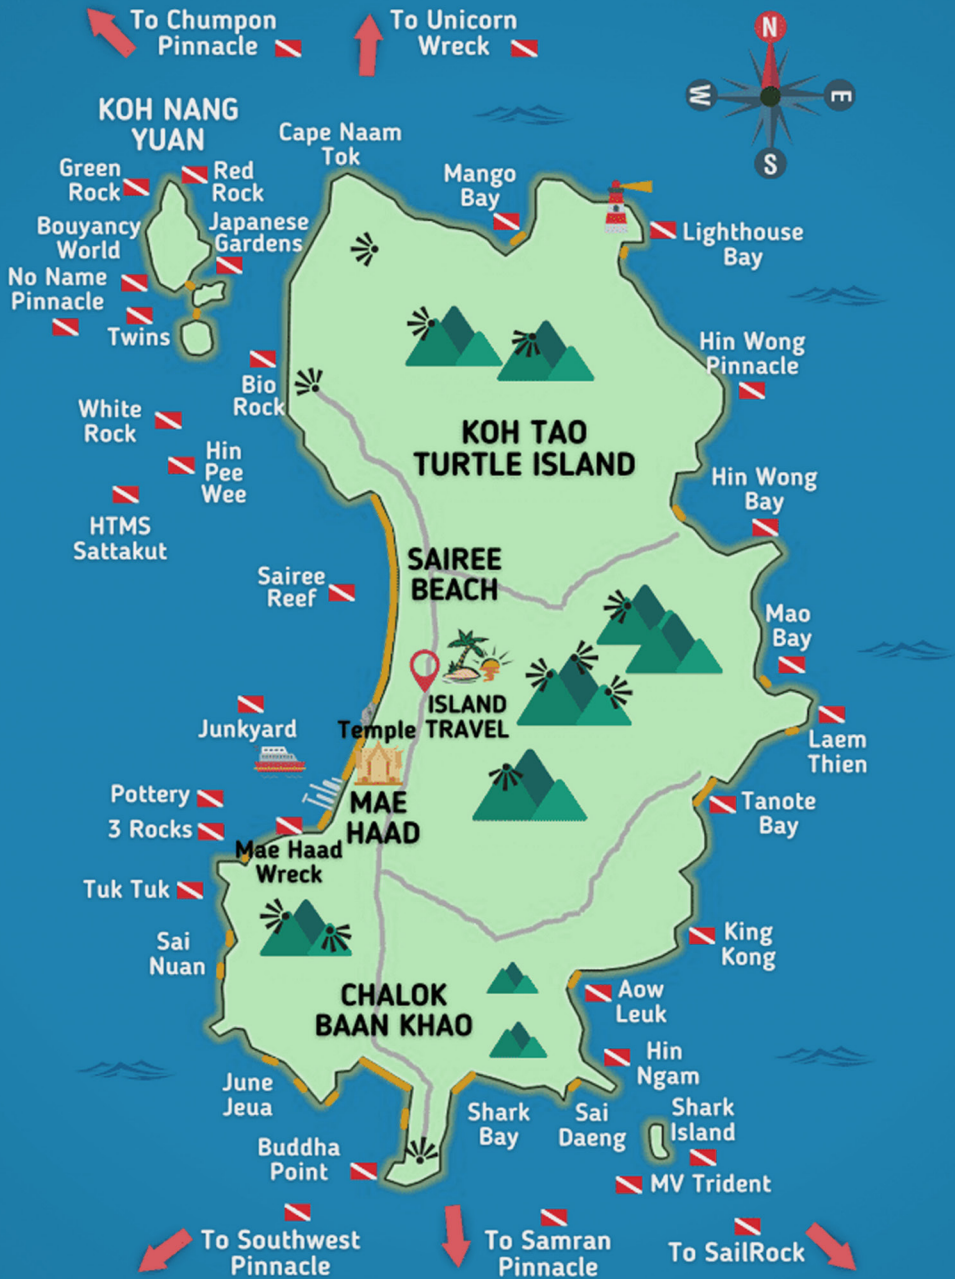 To Chumpon
Pinnacle
To Unicorn
Wreck
N
W
E
S
KOH NANG
YUAN
Cape Naam
Tok
Green
Rock
Red
Rock
Mango
Bay
Bouyancy
World
Japanese
Gardens
Lighthouse
Bay
No Name
Pinnacle
Twins
Hin Wong
Pinnacle
Bio
Rock
White
Rock
KOH TAO
TURTLE ISLAND
Hin
Pee
Wee
Hin Wong
Bay
HTMS
Sattakut
SAIREE
BEACH
Sairee
Reef
Mao
Bay
ISLAND
TRAVEL
Junkyard
Temple
Laem
Thien
Pottery
MAE
HAAD
Tanote
Bay
3 Rocks
Mae Haad
Wreck
Tuk Tuk
Sai
Nuan
King
Kong
CHALOK
BAAN KHAO
Aow
Leuk
Hin
Ngam
June
Jeua
Shark
Bay
Sai
Daeng
Shark
Island
Buddha
Point
MV Trident
To Southwest
Pinnacle
To Samran
Pinnacle
To SailRock